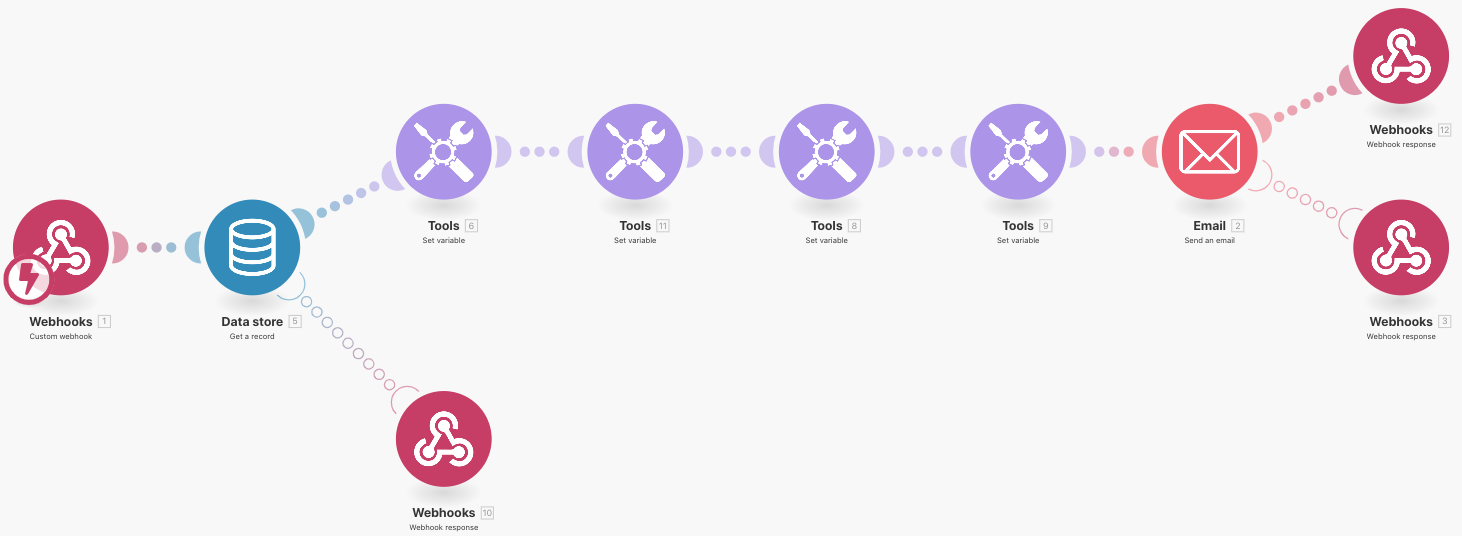 Webhooks 1
Custom webhook
Data store 5
Get a record
Tools 6
Set variable
Tools 11
Set variable
Tools 8
Set variable
Tools 9
Set variable
Email 2
Send an email
Webhooks 12
Webhook response
Webhooks 3
Webhook response
Webhooks 10
Webhook response